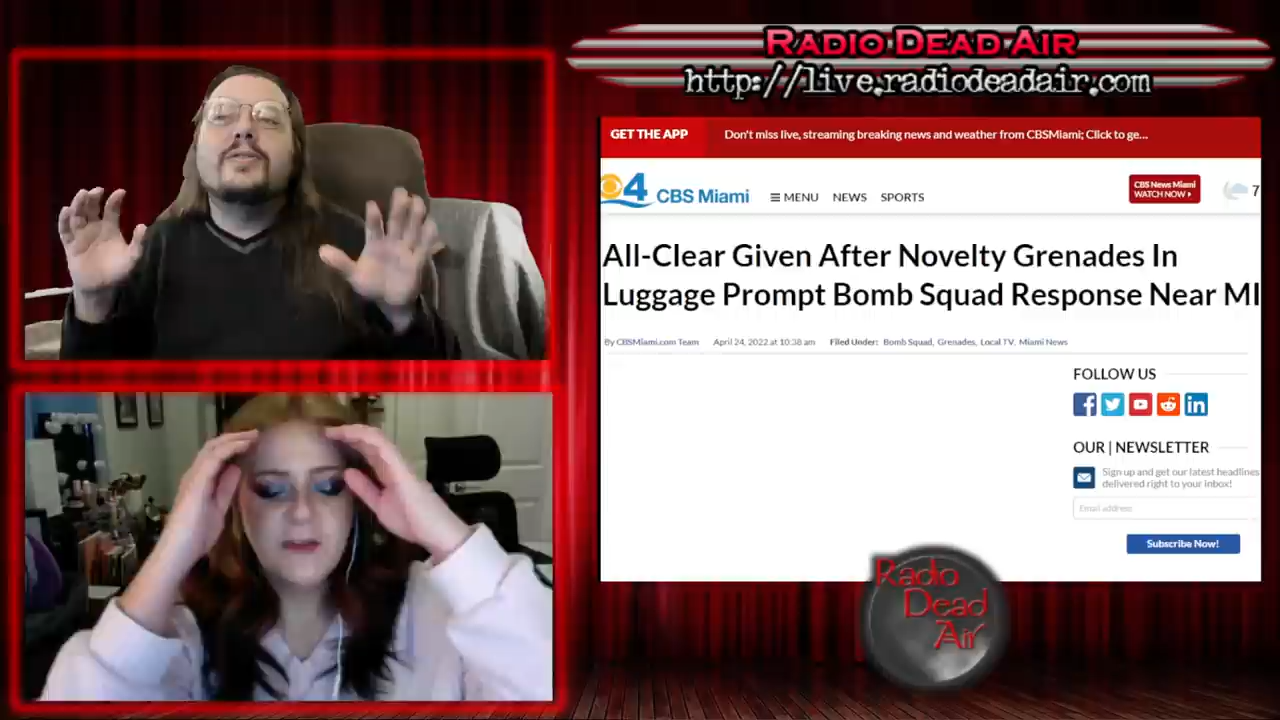 Radio Dead Air
http://live.radiodeadair.com
GET THE APP
Don't miss live, streaming breaking news and weather from CBSMiami; Click to ge...
4 CBS Miami
MENU
NEWS
SPORTS
CBS News Miami
WATCH NOW
7
All-Clear Given After Novelty Grenades In
Luggage Prompt Bomb Squad Response Near MI
By CBSMiami.com Team
April 24, 2022 at 10:38 am
Filed Under: Bomb Squad, Grenades, Local TV, Miami News
FOLLOW US
OUR | NEWSLETTER
Sign up and get our latest headlines
delivered right to your inbox!
Email address
Subscribe Now!
Radio
Dead
Air